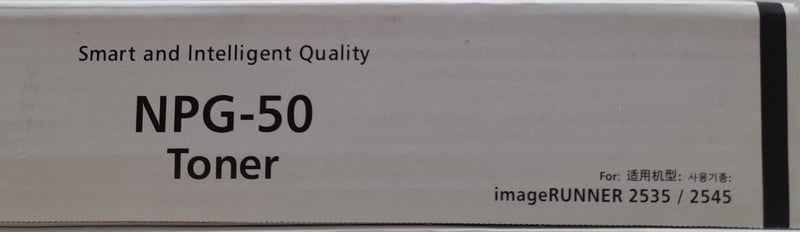 Smart and Intelligent Quality
NPG-50
Toner
For: 适用机型: 사용기종:
imageRUNNER 2535 / 2545